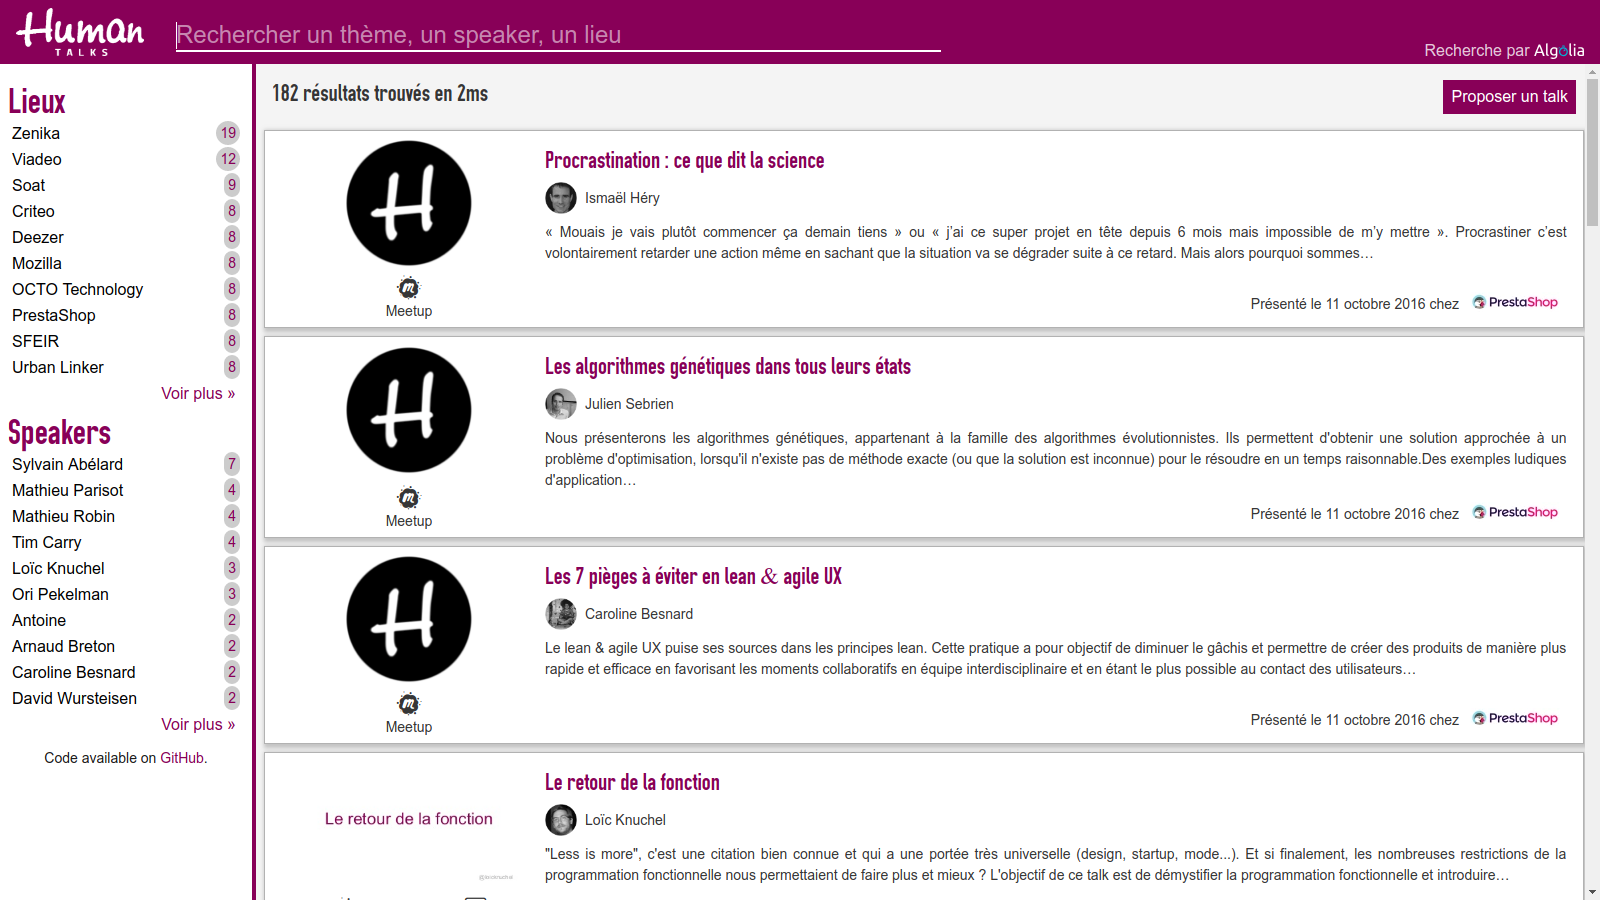 Human
TALKS
Rechercher un thème, un speaker, un lieu
Recherche par Algolia
Lieux
Zenika 19
Viadeo 12
Soat 9
Criteo 8
Deezer 8
Mozilla 8
OCTO Technology 8
PrestaShop 8
SFEIR 8
Urban Linker 8
Voir plus »
Speakers
Sylvain Abélard 7
Mathieu Parisot 4
Mathieu Robin 4
Tim Carry 4
Loïc Knuchel 3
Ori Pekelman 3
Antoine 2
Arnaud Breton 2
Caroline Besnard 2
David Wursteisen 2
Voir plus »
Code available on GitHub.
182 résultats trouvés en 2ms
Proposer un talk
H
Meetup
Procrastination : ce que dit la science
Ismaël Héry
« Mouais je vais plutôt commencer ça demain tiens » ou « j’ai ce super projet en tête depuis 6 mois mais impossible de m’y mettre ». Procrastiner c’est
volontairement retarder une action même en sachant que la situation va se dégrader suite à ce retard. Mais alors pourquoi sommes…
Présenté le 11 octobre 2016 chez PrestaShop
H
Meetup
Les algorithmes génétiques dans tous leurs états
Julien Sebrien
Nous présenterons les algorithmes génétiques, appartenant à la famille des algorithmes évolutionnistes. Ils permettent d'obtenir une solution approchée à un
problème d'optimisation, lorsqu'il n'existe pas de méthode exacte (ou que la solution est inconnue) pour le résoudre en un temps raisonnable.Des exemples ludiques
d'application…
Présenté le 11 octobre 2016 chez PrestaShop
H
Meetup
Les 7 pièges à éviter en lean & agile UX
Caroline Besnard
Le lean & agile UX puise ses sources dans les principes lean. Cette pratique a pour objectif de diminuer le gâchis et permettre de créer des produits de manière plus
rapide et efficace en favorisant les moments collaboratifs en équipe interdisciplinaire et en étant le plus possible au contact des utilisateurs…
Présenté le 11 octobre 2016 chez PrestaShop
Le retour de la fonction
Le retour de la fonction
Loïc Knuchel
"Less is more", c'est une citation bien connue et qui a une portée très universelle (design, startup, mode...). Et si finalement, les nombreuses restrictions de la
programmation fonctionnelle nous permettaient de faire plus et mieux ? L'objectif de ce talk est de démystifier la programmation fonctionnelle et introduire…